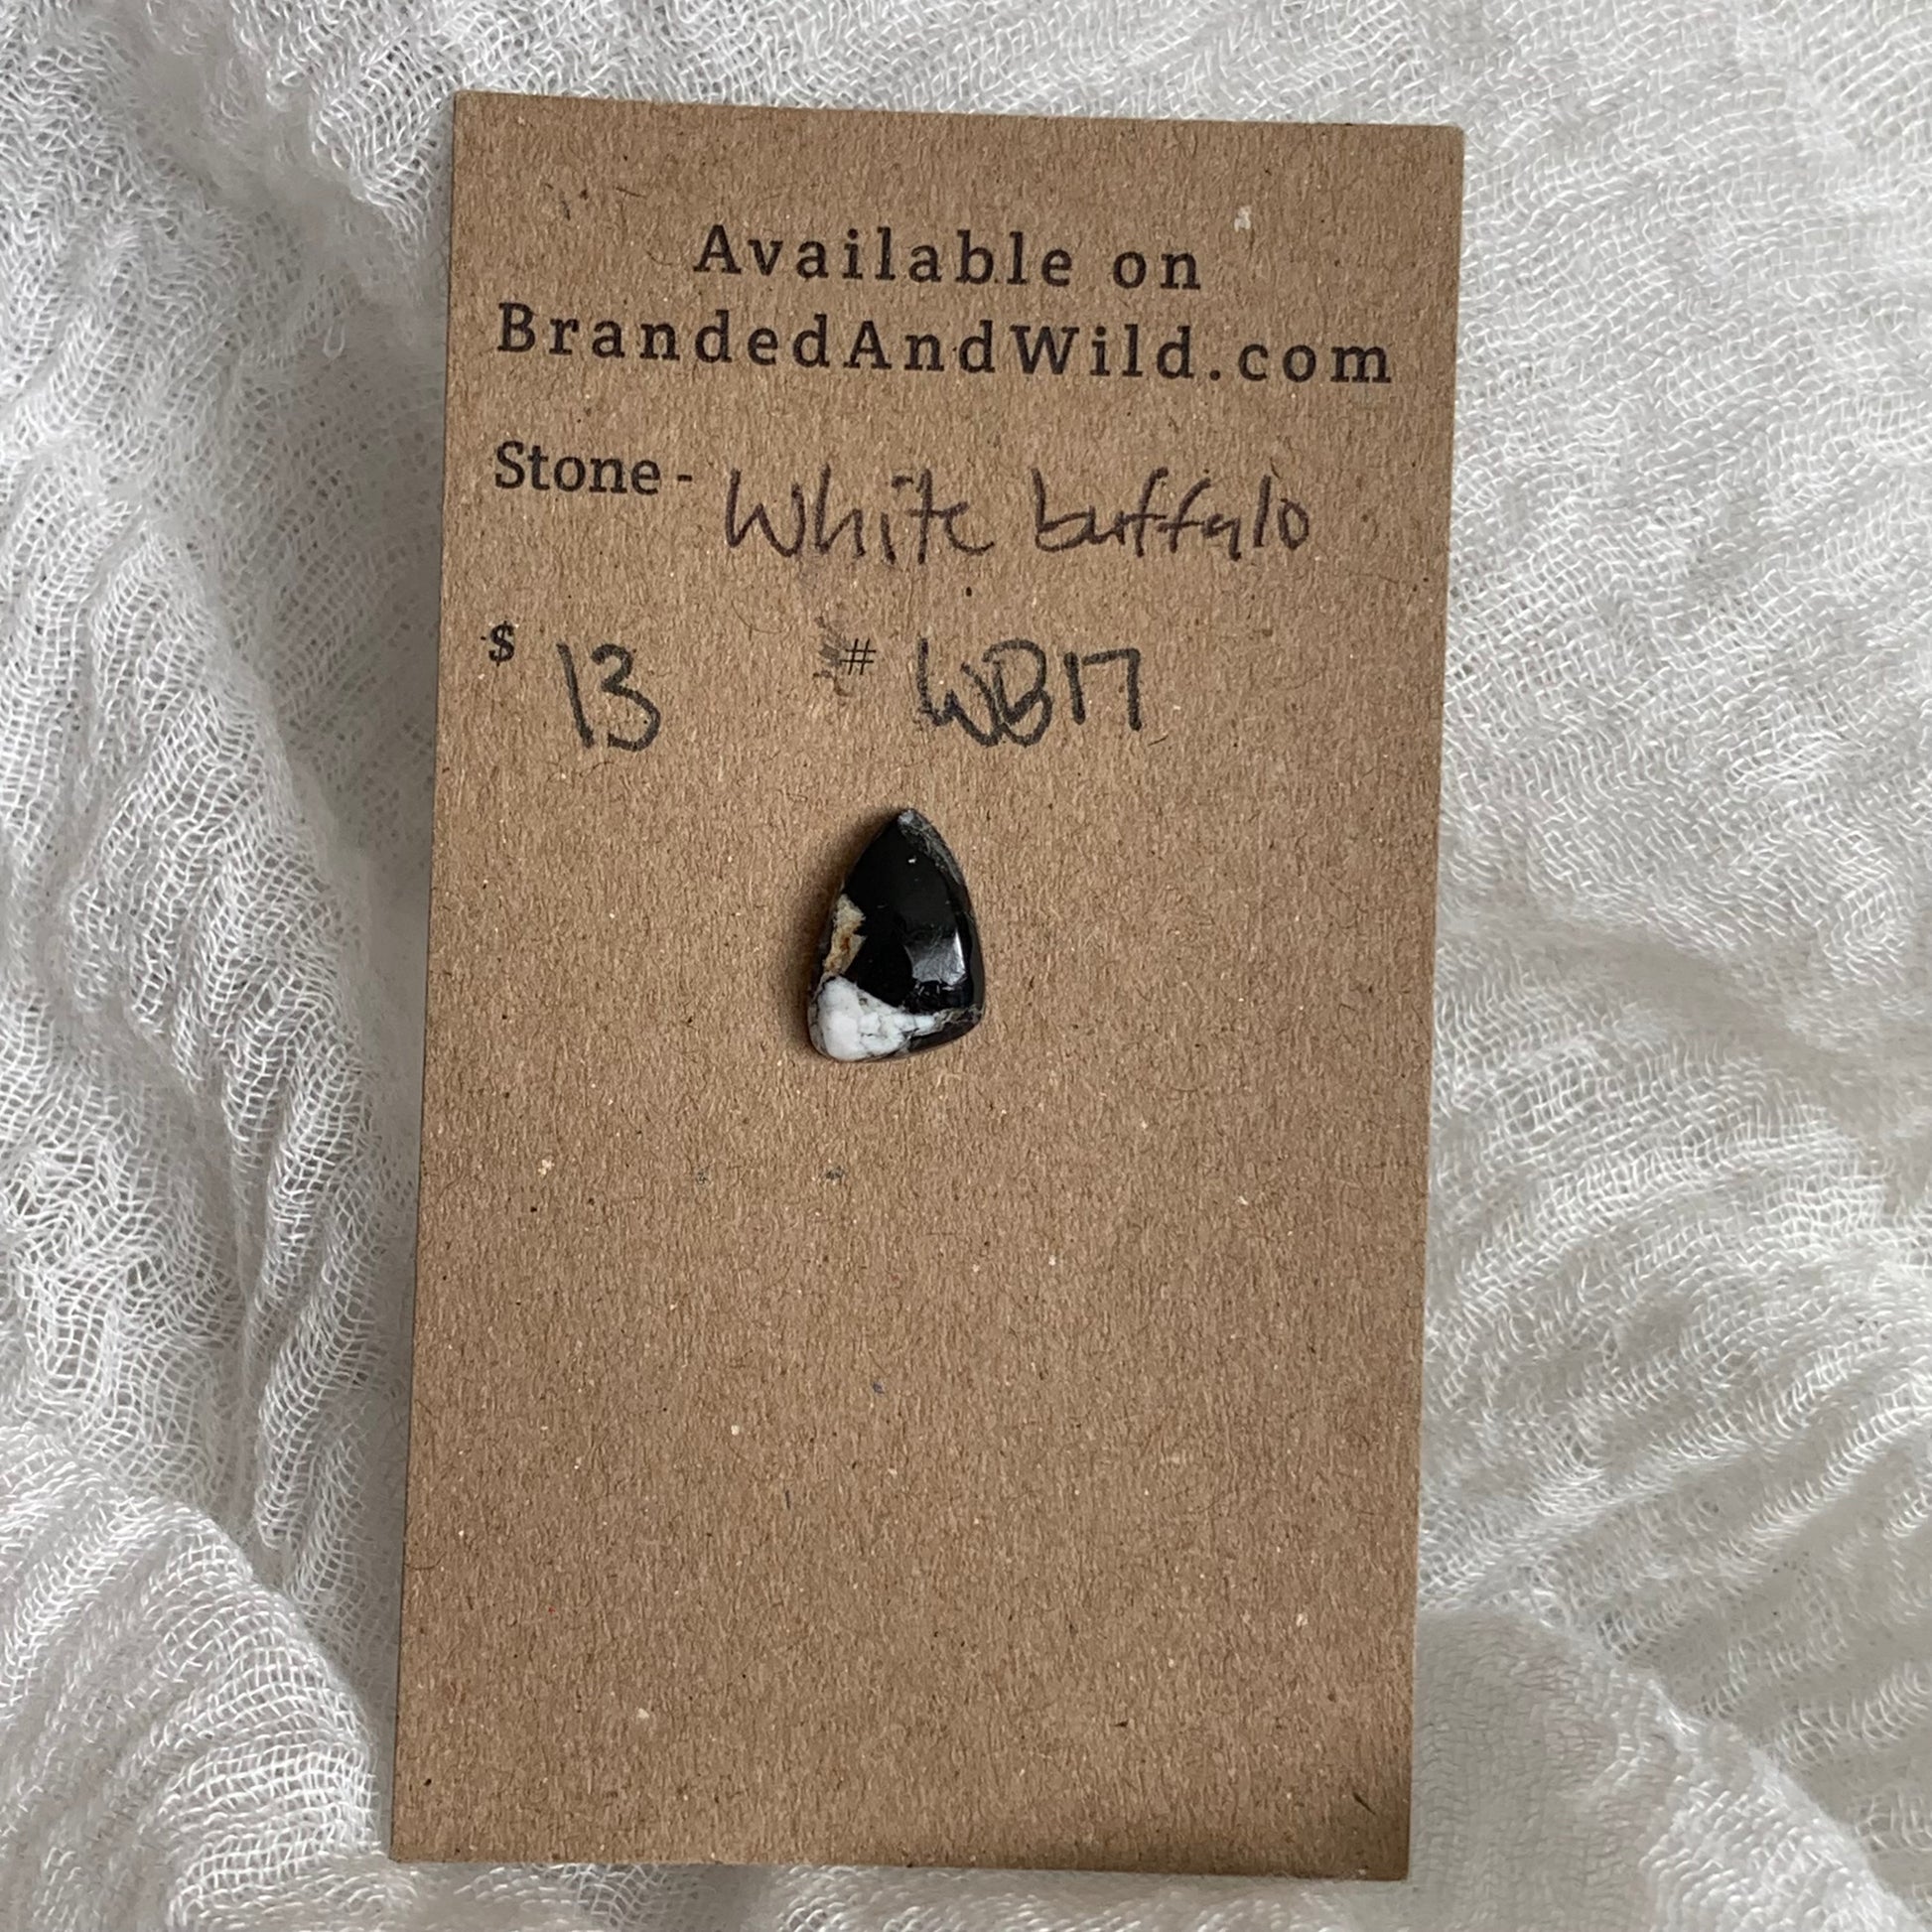 Available on
BrandedAndWild.com
Stone - White buffalo
$ 13 # WB17